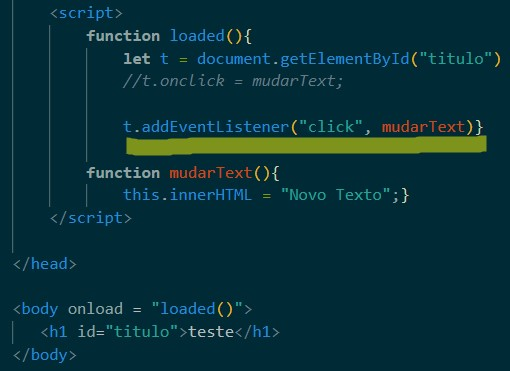 <script>
function loaded(){
let t = document.getElementById("titulo")
//t.onclick = mudarText;
t.addEventListener("click", mudarText)}
function mudarText(){
this.innerHTML = "Novo Texto";}
</script>
</head>
<body onload = "loaded()">
<h1 id="titulo">teste</h1>
</body>